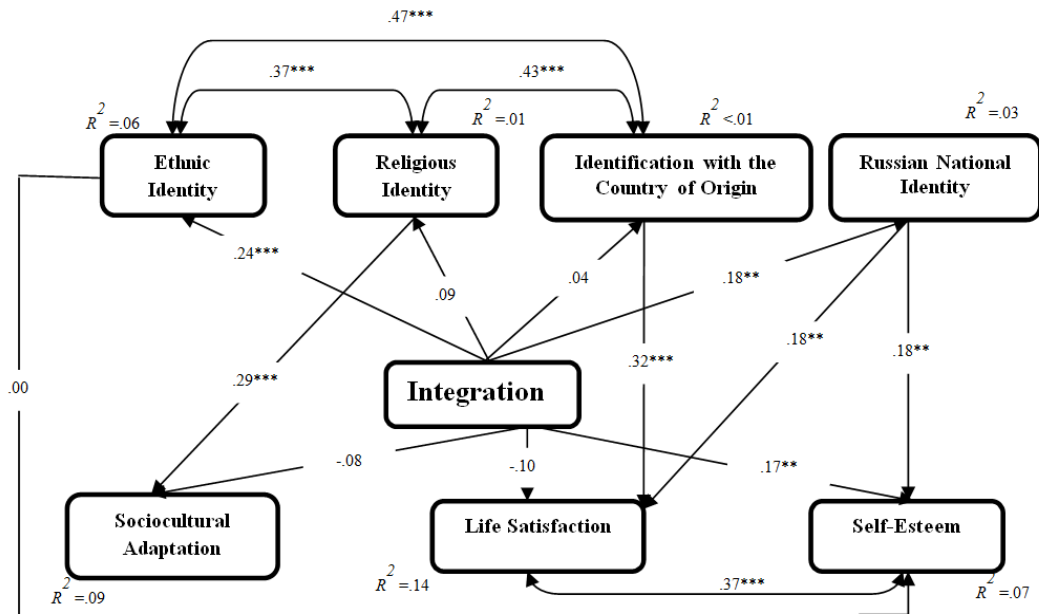 .47***
.37***
.43***
R² =.06
R² =.01
R² <.01
R² =.03
Ethnic
Identity
Religious
Identity
Identification with the
Country of Origin
Russian National
Identity
.24***
.09
.04
.18**
.18**
.18**
.32***
.00
.29***
Integration
-.08
-.10
.17**
Sociocultural
Adaptation
Life Satisfaction
Self-Esteem
R² =.09
R² =.14
.37***
R² =.07